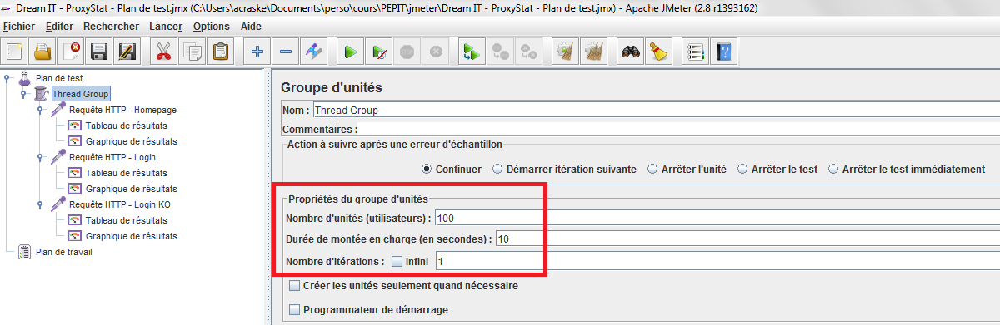 Dream IT - ProxyStat - Plan de test.jmx (C:\Users\acraske\Documents\perso\cours\PEPIT\jmeter\Dream IT - ProxyStat - Plan de test.jmx) - Apache JMeter (2.8 r1393162)
Fichier Editer Rechercher Lancer Options Aide
Plan de test
Thread Group
Requête HTTP - Homepage
Tableau de résultats
Graphique de résultats
Requête HTTP - Login
Tableau de résultats
Graphique de résultats
Requête HTTP - Login KO
Tableau de résultats
Graphique de résultats
Plan de travail
Groupe d'unités
Nom : Thread Group
Commentaires :
Action à suivre après une erreur d'échantillon
Continuer Démarrer itération suivante Arrêter l'unité Arrêter le test Arrêter le test immédiatement
Propriétés du groupe d'unités
Nombre d'unités (utilisateurs) : 100
Durée de montée en charge (en secondes) : 10
Nombre d'itérations : Infini 1
Créer les unités seulement quand nécessaire
Programmateur de démarrage